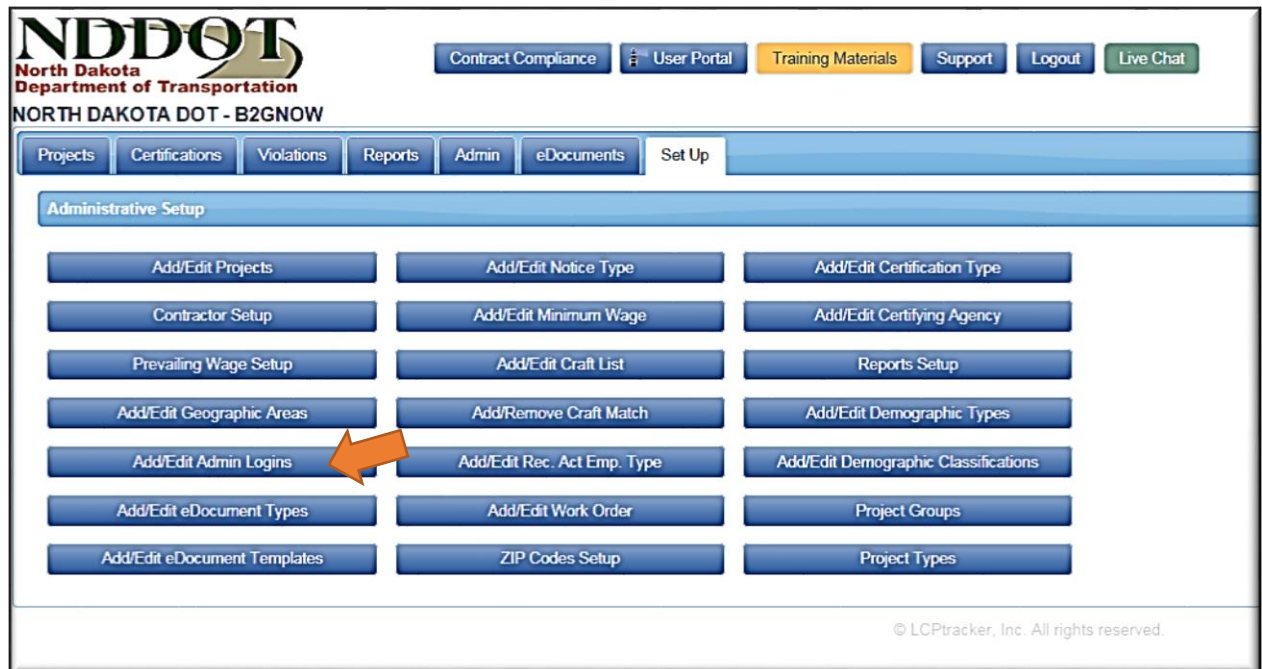 NDDOT
North Dakota
Department of Transportation
Contract Compliance User Portal Training Materials Support Logout Live Chat
NORTH DAKOTA DOT - B2GNOW
Projects Certifications Violations Reports Admin eDocuments Set Up
Administrative Setup
Add/Edit Projects Add/Edit Notice Type Add/Edit Certification Type
Contractor Setup Add/Edit Minimum Wage Add/Edit Certifying Agency
Prevailing Wage Setup Add/Edit Craft List Reports Setup
Add/Edit Geographic Areas Add/Remove Craft Match Add/Edit Demographic Types
Add/Edit Admin Logins Add/Edit Rec. Act Emp. Type Add/Edit Demographic Classifications
Add/Edit eDocument Types Add/Edit Work Order Project Groups
Add/Edit eDocument Templates ZIP Codes Setup Project Types
© LCPtracker, Inc. All rights reserved.